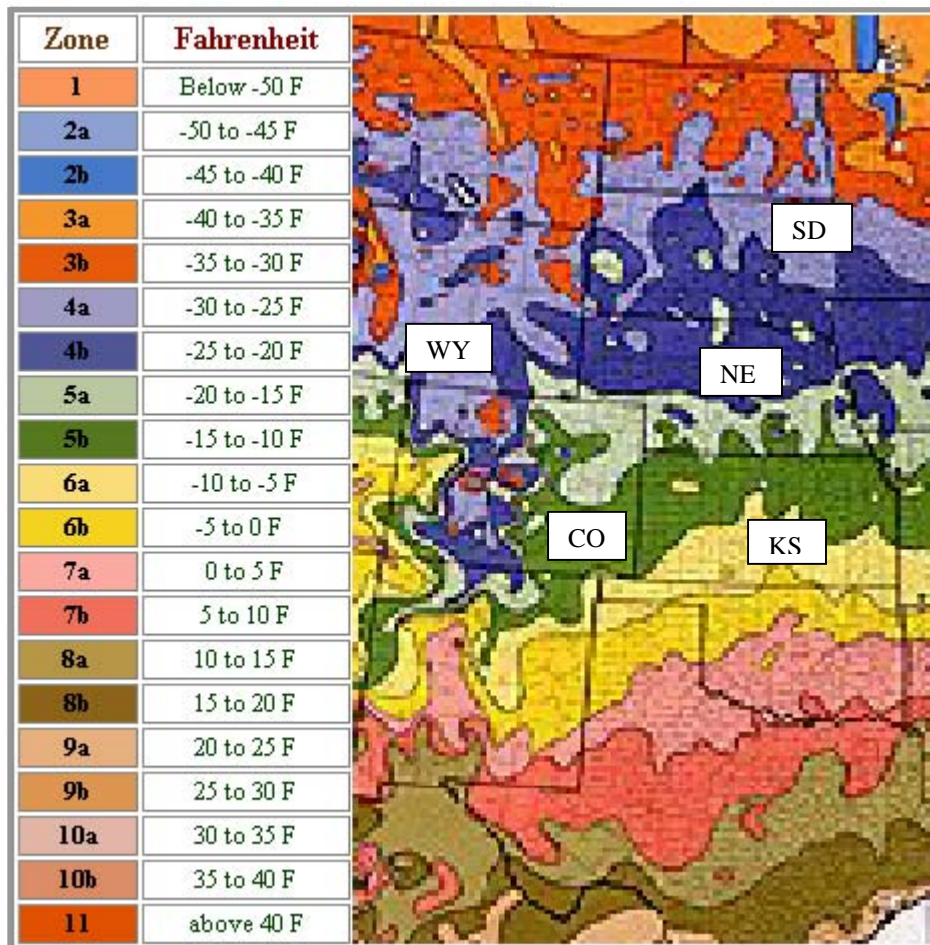 Zone Fahrenheit
1 Below -50 F
2a -50 to -45 F
2b -45 to -40 F
3a -40 to -35 F
3b -35 to -30 F
4a -30 to -25 F
4b -25 to -20 F
5a -20 to -15 F
5b -15 to -10 F
6a -10 to -5 F
6b -5 to 0 F
7a 0 to 5 F
7b 5 to 10 F
8a 10 to 15 F
8b 15 to 20 F
9a 20 to 25 F
9b 25 to 30 F
10a 30 to 35 F
10b 35 to 40 F
11 above 40 F
SD
WY
NE
CO
KS